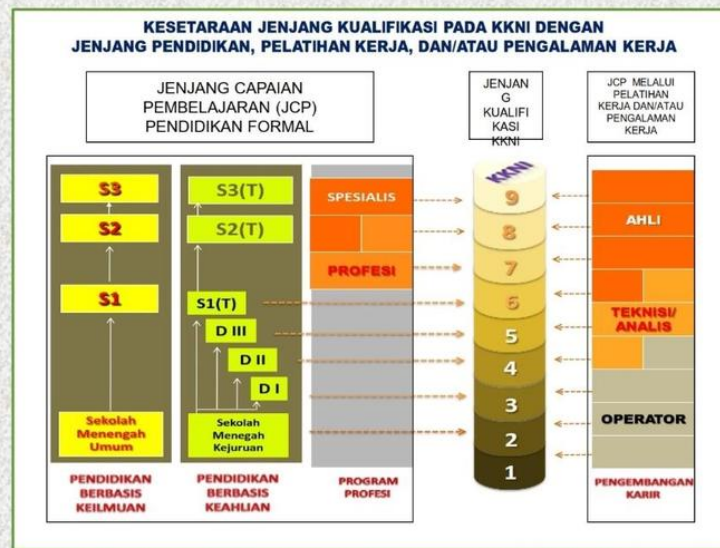 KESETARAAN JENJANG KUALIFIKASI PADA KKNI DENGAN
JENJANG PENDIDIKAN, PELATIHAN KERJA, DAN/ATAU PENGALAMAN KERJA
JENJANG CAPAIAN
PEMBELAJARAN (JCP)
PENDIDIKAN FORMAL
JENJAN
G
KUALIFI
KASI
KKNI
JCP MELALUI
PELATIHAN
KERJA DAN/ATAU
PENGALAMAN
KERJA
S3
S2
S1
Sekolah
Menengah
Umum
PENDIDIKAN
BERBASIS
KEILMUAN
S3(T)
S2(T)
S1(T)
D III
D II
D I
Sekolah
Menegah
Kejuruan
PENDIDIKAN
BERBASIS
KEAHLIAN
SPESIALIS
PROFESI
PROGRAM
PROFESI
KKNI
9
8
7
6
5
4
3
2
1
AHLI
TEKNISI/
ANALIS
OPERATOR
PENGEMBANGAN
KARIR